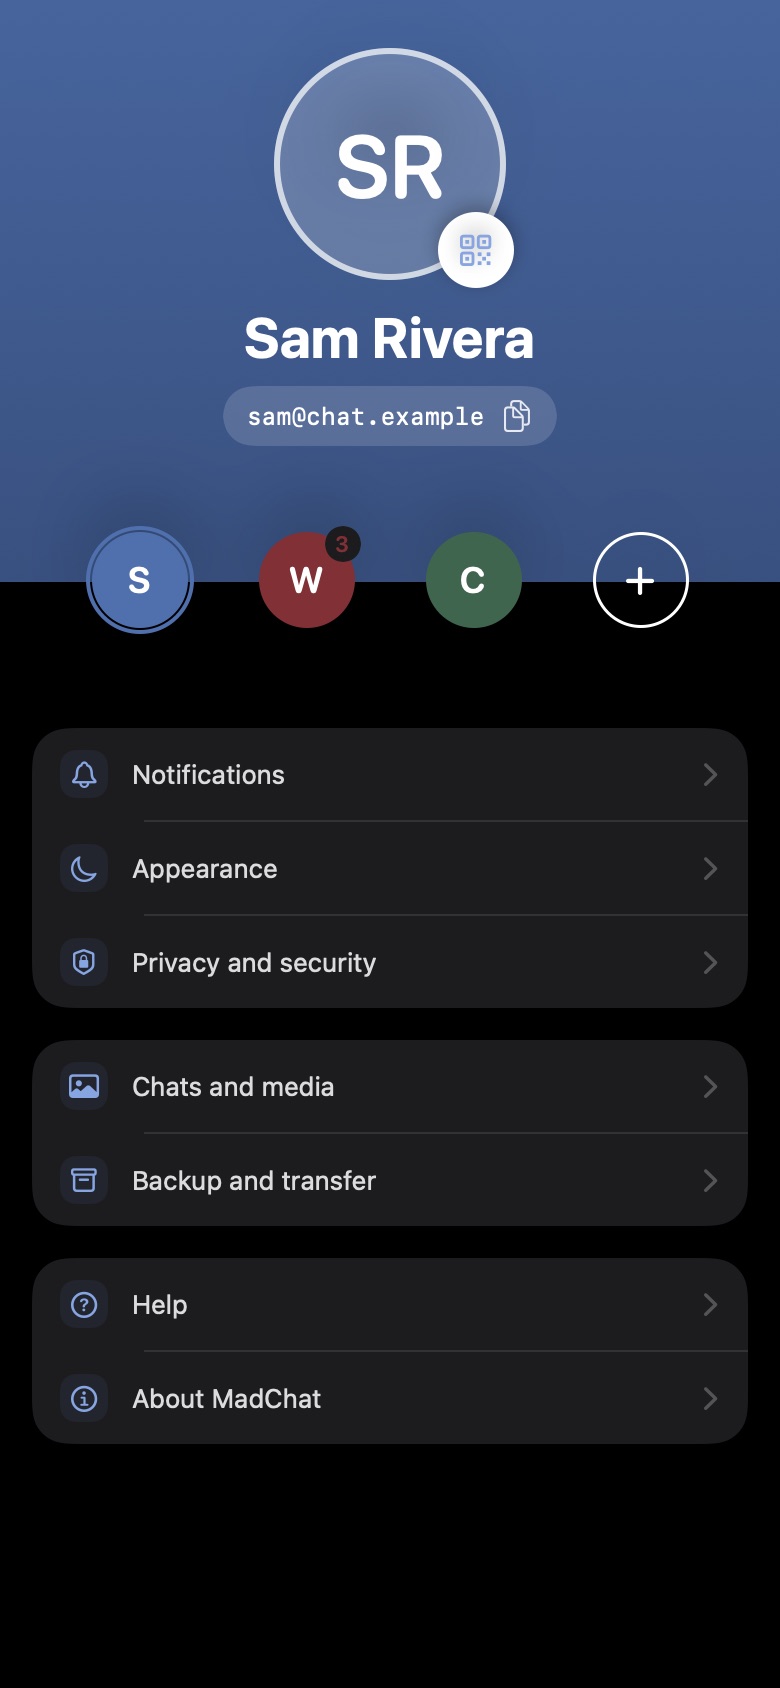 SR
Sam Rivera
sam@chat.example
S
W
3
C
Notifications
Appearance
Privacy and security
Chats and media
Backup and transfer
Help
About MadChat